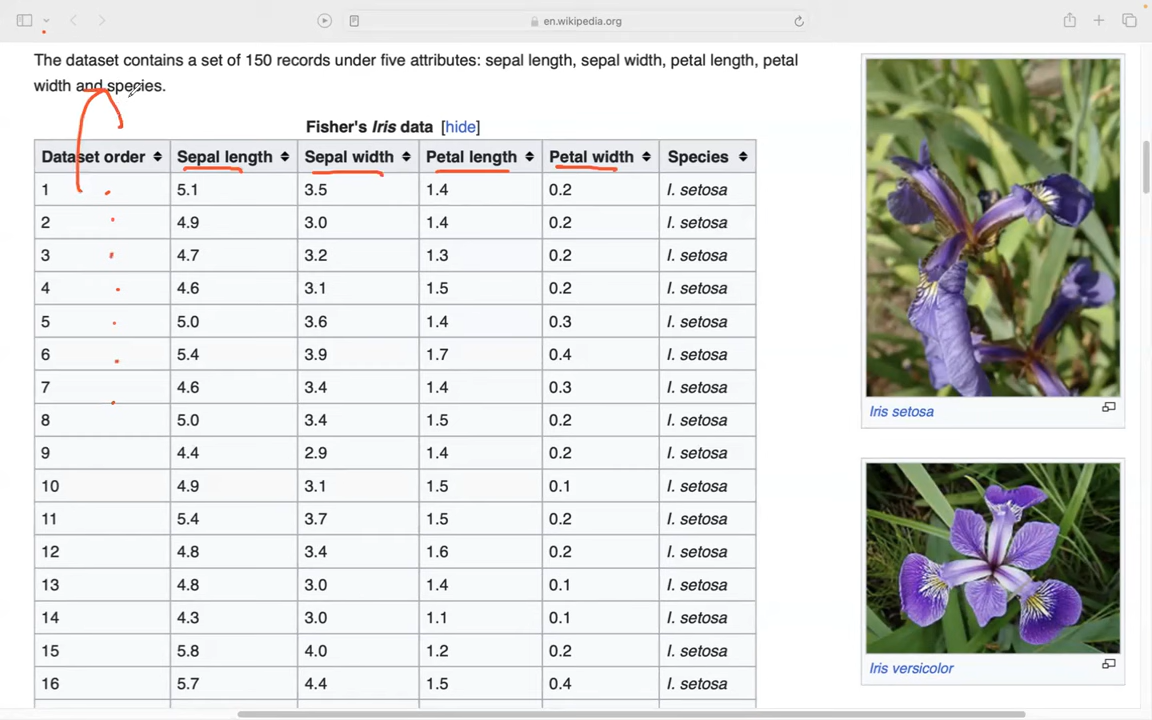 en.wikipedia.org
The dataset contains a set of 150 records under five attributes: sepal length, sepal width, petal length, petal
width and species.
Fisher's Iris data [hide]
Dataset order Sepal length Sepal width Petal length Petal width Species
1 5.1 3.5 1.4 0.2 I. setosa
2 4.9 3.0 1.4 0.2 I. setosa
3 4.7 3.2 1.3 0.2 I. setosa
4 4.6 3.1 1.5 0.2 I. setosa
5 5.0 3.6 1.4 0.3 I. setosa
6 5.4 3.9 1.7 0.4 I. setosa
7 4.6 3.4 1.4 0.3 I. setosa
8 5.0 3.4 1.5 0.2 I. setosa
9 4.4 2.9 1.4 0.2 I. setosa
10 4.9 3.1 1.5 0.1 I. setosa
11 5.4 3.7 1.5 0.2 I. setosa
12 4.8 3.4 1.6 0.2 I. setosa
13 4.8 3.0 1.4 0.1 I. setosa
14 4.3 3.0 1.1 0.1 I. setosa
15 5.8 4.0 1.2 0.2 I. setosa
16 5.7 4.4 1.5 0.4 I. setosa
Iris setosa
Iris versicolor